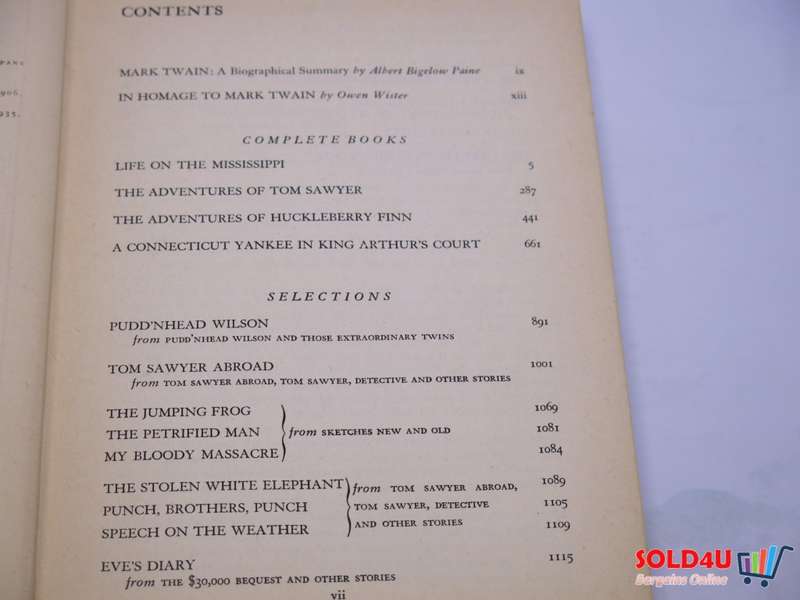 1906.
1935.
CONTENTS
MARK TWAIN: A Biographical Summary by Albert Bigelow Paine ix
IN HOMAGE TO MARK TWAIN by Owen Wister xiii
COMPLETE BOOKS
LIFE ON THE MISSISSIPPI 5
THE ADVENTURES OF TOM SAWYER 287
THE ADVENTURES OF HUCKLEBERRY FINN 441
A CONNECTICUT YANKEE IN KING ARTHUR'S COURT 661
SELECTIONS
PUDD'NHEAD WILSON 891
from PUDD'NHEAD WILSON AND THOSE EXTRAORDINARY TWINS
TOM SAWYER ABROAD 1001
from TOM SAWYER ABROAD, TOM SAWYER, DETECTIVE AND OTHER STORIES
THE JUMPING FROG 1069
THE PETRIFIED MAN from SKETCHES NEW AND OLD 1081
MY BLOODY MASSACRE 1084
THE STOLEN WHITE ELEPHANT from TOM SAWYER ABROAD, 1089
PUNCH, BROTHERS, PUNCH TOM SAWYER, DETECTIVE 1105
SPEECH ON THE WEATHER AND OTHER STORIES 1109
EVE'S DIARY 1115
from THE $30,000 BEQUEST AND OTHER STORIES
vii
SOLD4U
Bargains Online